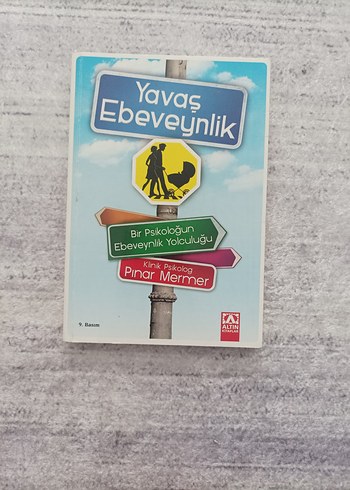 Yavaş
Ebeveynlik
Bir Psikoloğun
Ebeveynlik Yolculuğu
Klinik Psikolog
Pınar Mermer
ALTIN
KİTAPLAR
9. Basım